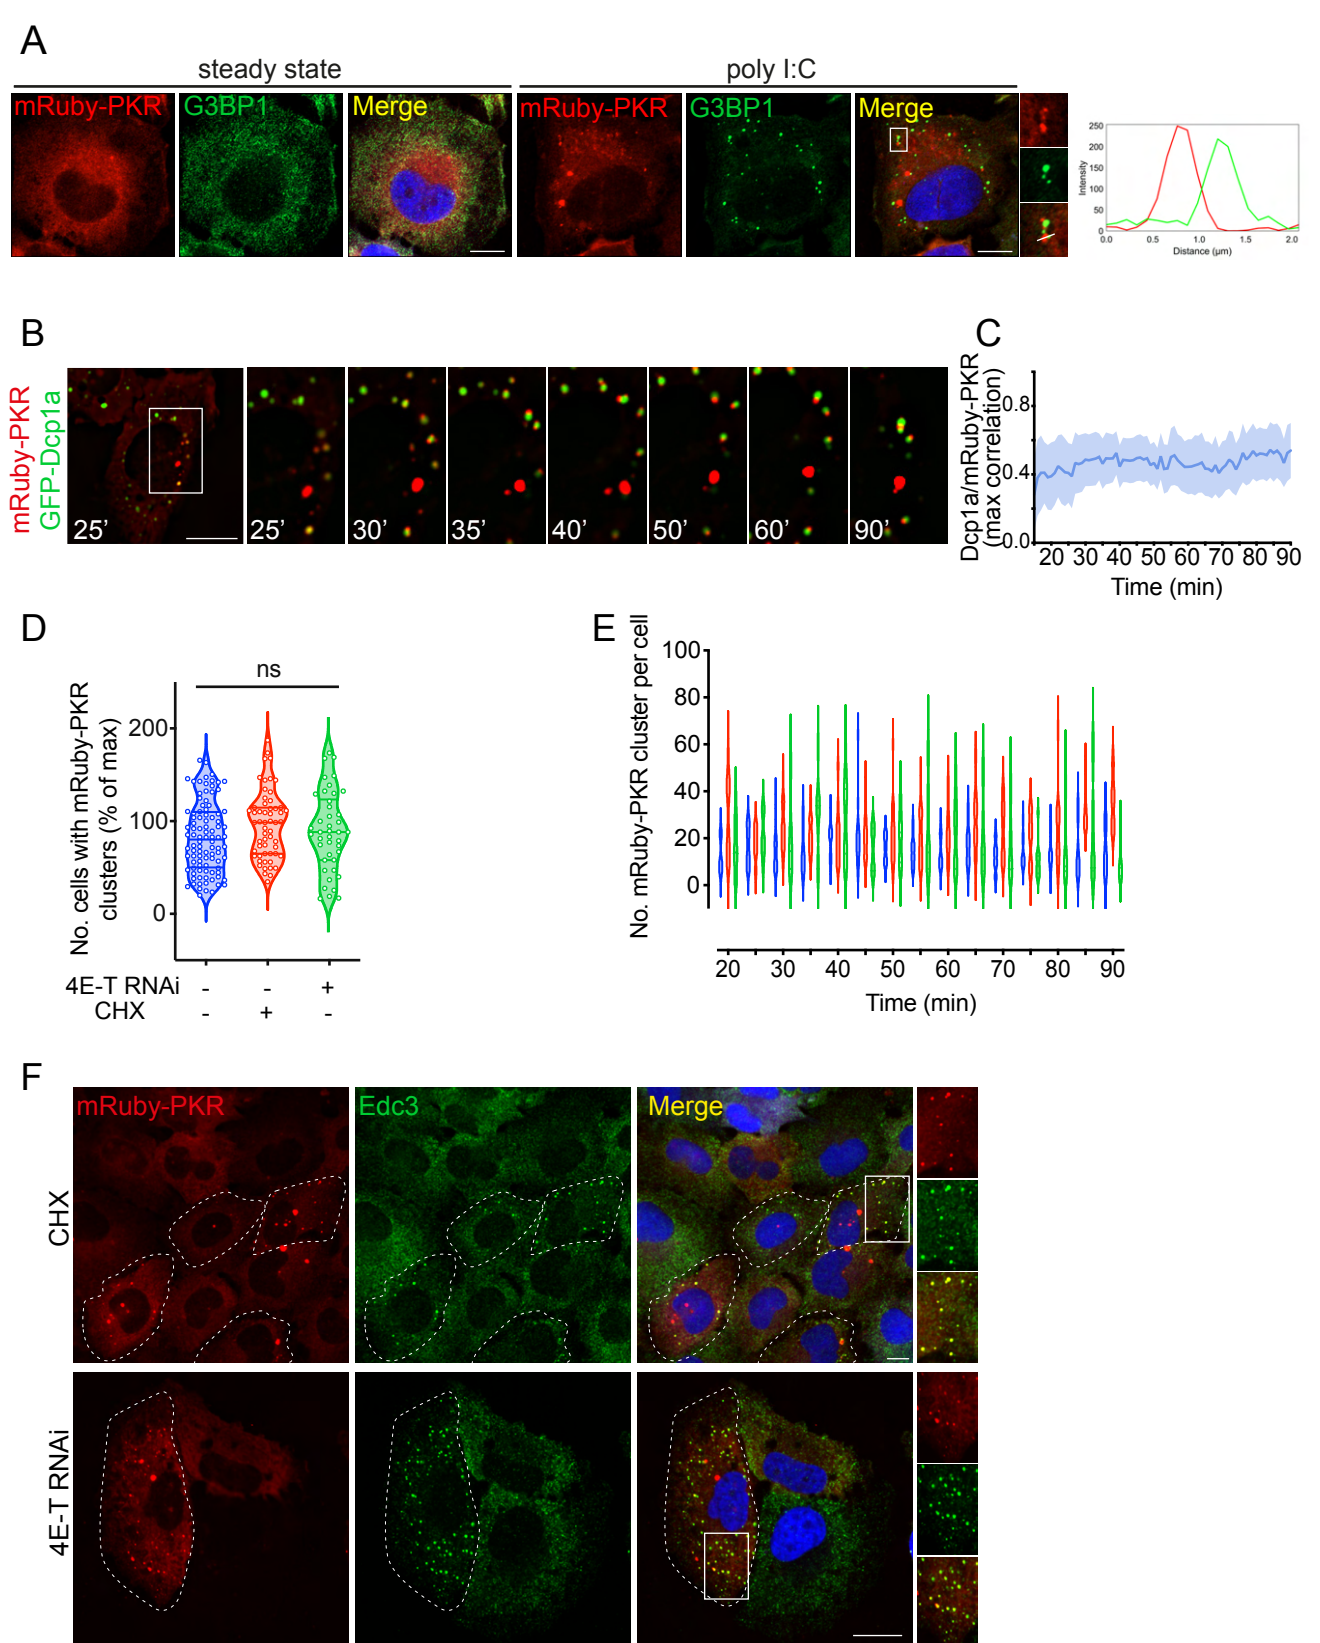 A
steady state
poly I:C
mRuby-PKR
G3BP1
Merge
mRuby-PKR
G3BP1
Merge
250
200
150
100
50
0
Intensity
0.0
0.5
1.0
1.5
2.0
Distance (µm)
B
mRuby-PKR
GFP-Dcp1a
25’
25’
30’
35’
40’
50’
60’
90’
C
Dcp1a/mRuby-PKR
(max correlation)
0.8
0.4
0.0
20 30 40 50 60 70 80 90
Time (min)
D
ns
No. cells with mRuby-PKR
clusters (% of max)
200
100
0
4E-T RNAi - - +
CHX - + -
E
No. mRuby-PKR cluster per cell
100
80
60
40
20
0
20 30 40 50 60 70 80 90
Time (min)
F
mRuby-PKR
Edc3
Merge
CHX
4E-T RNAi